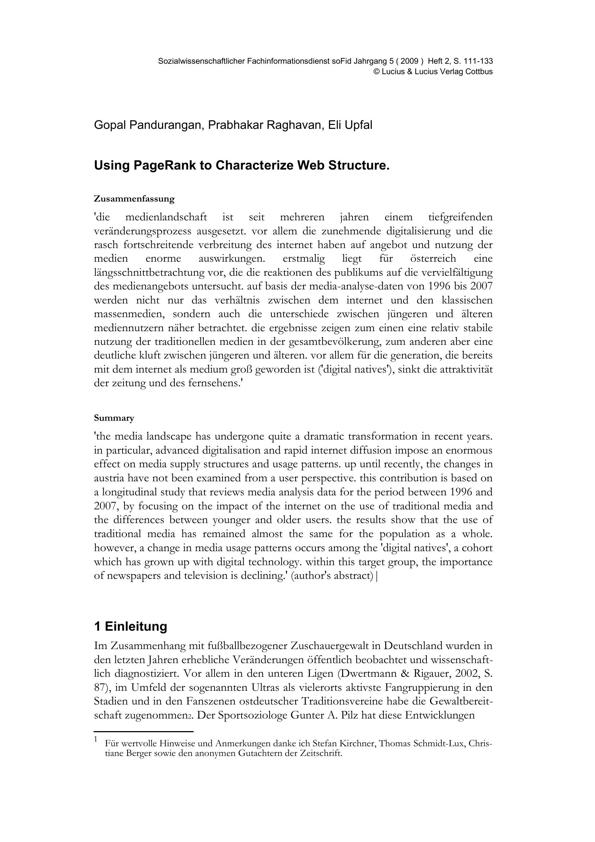 Sozialwissenschaftlicher Fachinformationsdienst soFid Jahrgang 5 ( 2009 ) Heft 2, S. 111-133
© Lucius & Lucius Verlag Cottbus
Gopal Pandurangan, Prabhakar Raghavan, Eli Upfal
Using PageRank to Characterize Web Structure.
Zusammenfassung
'die medienlandschaft ist seit mehreren jahren einem tiefgreifenden
veränderungsprozess ausgesetzt. vor allem die zunehmende digitalisierung und die
rasch fortschreitende verbreitung des internet haben auf angebot und nutzung der
medien enorme auswirkungen. erstmalig liegt für österreich eine
längsschnittbetrachtung vor, die die reaktionen des publikums auf die vervielfältigung
des medienangebots untersucht. auf basis der media-analyse-daten von 1996 bis 2007
werden nicht nur das verhältnis zwischen dem internet und den klassischen
massenmedien, sondern auch die unterschiede zwischen jüngeren und älteren
mediennutzern näher betrachtet. die ergebnisse zeigen zum einen eine relativ stabile
nutzung der traditionellen medien in der gesamtbevölkerung, zum anderen aber eine
deutliche kluft zwischen jüngeren und älteren. vor allem für die generation, die bereits
mit dem internet als medium groß geworden ist ('digital natives'), sinkt die attraktivität
der zeitung und des fernsehens.'
Summary
'the media landscape has undergone quite a dramatic transformation in recent years.
in particular, advanced digitalisation and rapid internet diffusion impose an enormous
effect on media supply structures and usage patterns. up until recently, the changes in
austria have not been examined from a user perspective. this contribution is based on
a longitudinal study that reviews media analysis data for the period between 1996 and
2007, by focusing on the impact of the internet on the use of traditional media and
the differences between younger and older users. the results show that the use of
traditional media has remained almost the same for the population as a whole.
however, a change in media usage patterns occurs among the 'digital natives', a cohort
which has grown up with digital technology. within this target group, the importance
of newspapers and television is declining.' (author's abstract)|
1 Einleitung
Im Zusammenhang mit fußballbezogener Zuschauergewalt in Deutschland wurden in
den letzten Jahren erhebliche Veränderungen öffentlich beobachtet und wissenschaft-
lich diagnostiziert. Vor allem in den unteren Ligen (Dwertmann & Rigauer, 2002, S.
87), im Umfeld der sogenannten Ultras als vielerorts aktivste Fangruppierung in den
Stadien und in den Fanszenen ostdeutscher Traditionsvereine habe die Gewaltbereit-
schaft zugenommen2. Der Sportsoziologe Gunter A. Pilz hat diese Entwicklungen
1 Für wertvolle Hinweise und Anmerkungen danke ich Stefan Kirchner, Thomas Schmidt-Lux, Chris-
tiane Berger sowie den anonymen Gutachtern der Zeitschrift.